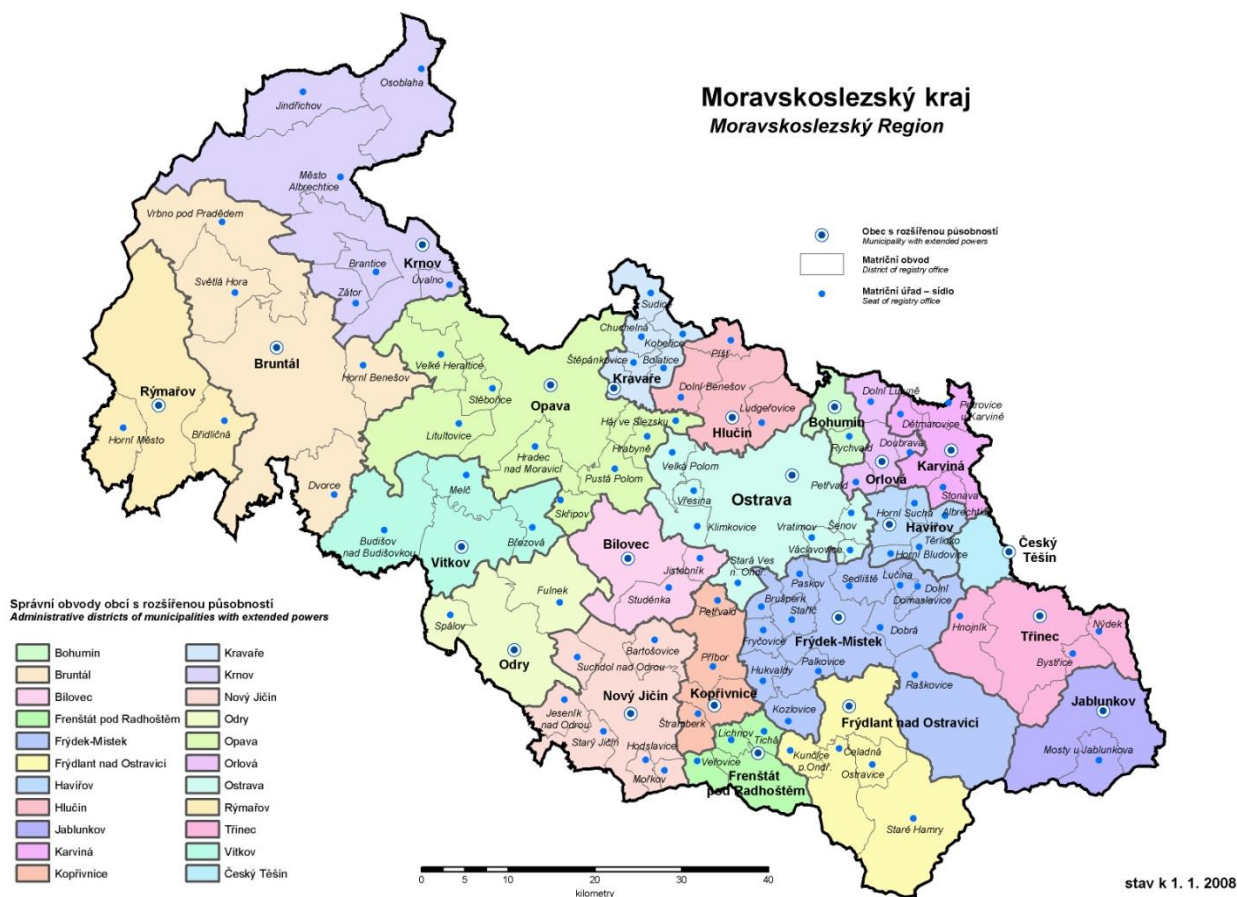 Moravskoslezský kraj
Moravskoslezský Region
Obec s rozšířenou působností
Municipality with extended powers
Matriční obvod
District of registry office
Matriční úřad – sídlo
Seat of registry office
Osoblaha
Jindřichov
Město
Albrechtice
Vrbno pod Pradědem
Krnov
Brantice
Úvalno
Světlá Hora
Zátor
Sudice
Chuchelná
Kobeřice
Píšť
Bruntál
Velké Heraltice
Štěpánkovice
Bolatice
Horní Benešov
Kravaře
Dolní Benešov
Rýmařov
Stěbořice
Opava
Ludgeřovice
Hlučín
Bohumín
Dolní Lutyně
Petrovice
u Karviné
Dětmarovice
Horní Město
Břidličná
Litultovice
Háj ve Slezsku
Hrabyně
Rychvald
Doubrava
Hradec
nad Moravicí
Velká Polom
Karviná
Pustá Polom
Orlová
Petřvald
Dvorce
Melč
Ostrava
Stonava
Skřipov
Vřesina
Horní Suchá
Albrechtice
Budišov
nad Budišovkou
Březová
Klimkovice
Vratimov
Šenov
Havířov
Těrlicko
Vítkov
Bílovec
Václavovice
Horní Bludovice
Český
Těšín
Jistebník
Stará Ves
n. Ondř.
Paskov
Sedliště
Lučina
Dolní
Domaslavice
Fulnek
Studénka
Petřvald
Brušperk
Staříč
Spálov
Hnojník
Třinec
Nýdek
Fryčovice
Frýdek-Místek
Dobrá
Bartošovice
Suchdol nad Odrou
Bystřice
Odry
Příbor
Hukvaldy
Palkovice
Raškovice
Nový Jičín
Kopřivnice
Jeseník
nad Odrou
Štramberk
Kozlovice
Frýdlant nad Ostravicí
Jablunkov
Starý Jičín
Hodslavice
Lichnov
Tichá
Mořkov
Veřovice
Kunčice
p.Ondř.
Čeladná
Ostravice
Mosty u Jablunkova
Frenštát
pod Radhoštěm
Staré Hamry
Správní obvody obcí s rozšířenou působností
Administrative districts of municipalities with extended powers
Bohumín
Bruntál
Bílovec
Frenštát pod Radhoštěm
Frýdek-Místek
Frýdlant nad Ostravicí
Havířov
Hlučín
Jablunkov
Karviná
Kopřivnice
Kravaře
Krnov
Nový Jičín
Odry
Opava
Orlová
Ostrava
Rýmařov
Třinec
Vítkov
Český Těšín
0 5 10 20 30 40
kilometry
stav k 1. 1. 2008